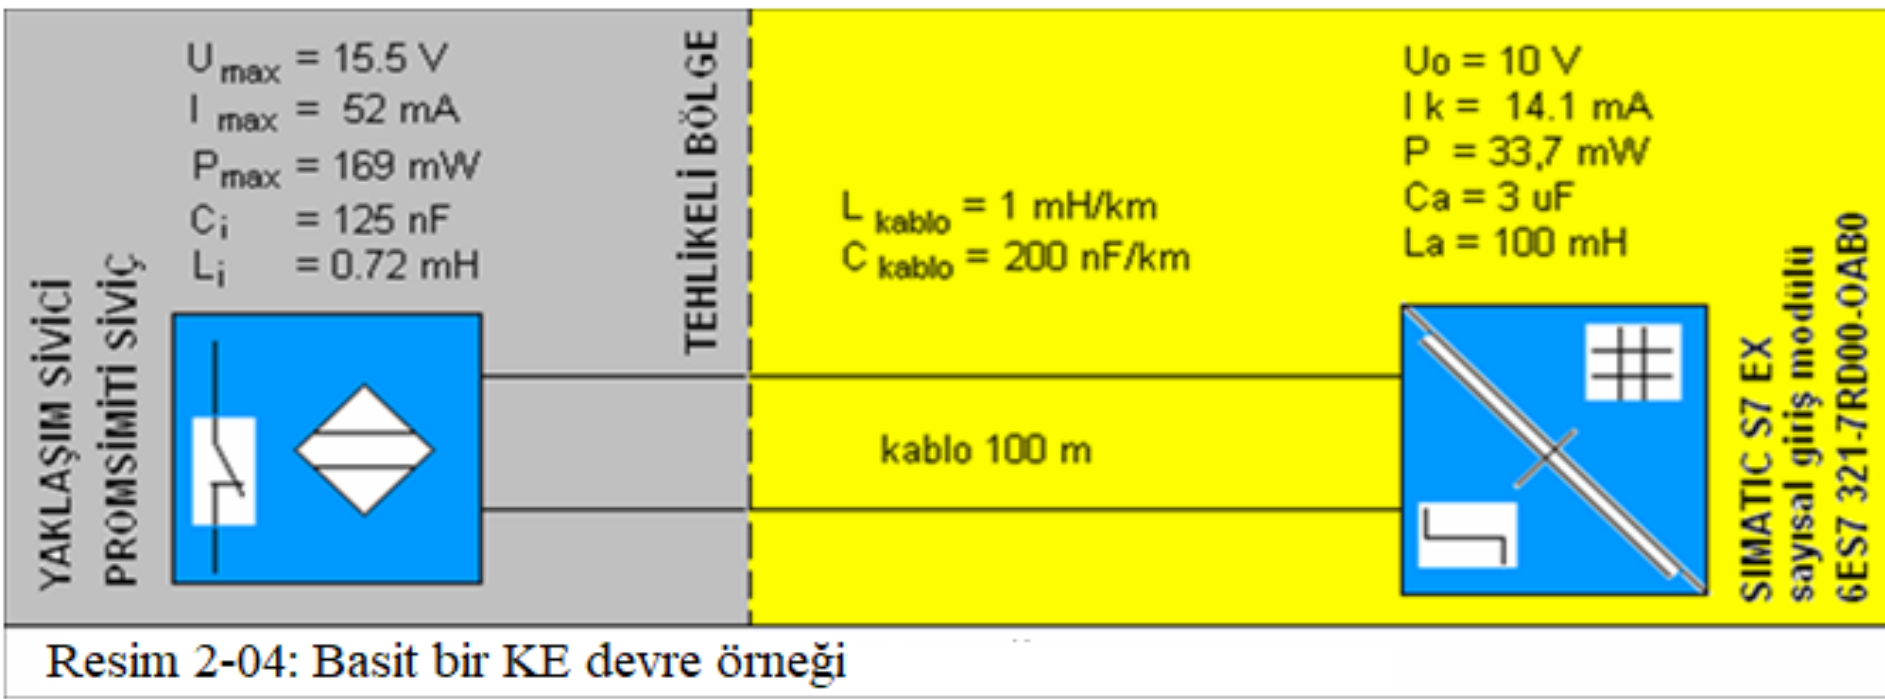 U max = 15.5 V
I max = 52 mA
Pmax = 169 mW
Ci = 125 nF
Li = 0.72 mH
YAKLAŞIM SİVİCİ
PROMSİMİTİ SİVİÇ
TEHLİKELİ BÖLGE
L kablo = 1 mH/km
C kablo = 200 nF/km
kablo 100 m
Uo = 10 V
I k = 14.1 mA
P = 33,7 mW
Ca = 3 uF
La = 100 mH
SIMATIC S7 EX
sayısal giriş modülü
6ES7 321-7RD00-OAB0
Resim 2-04: Basit bir KE devre örneği